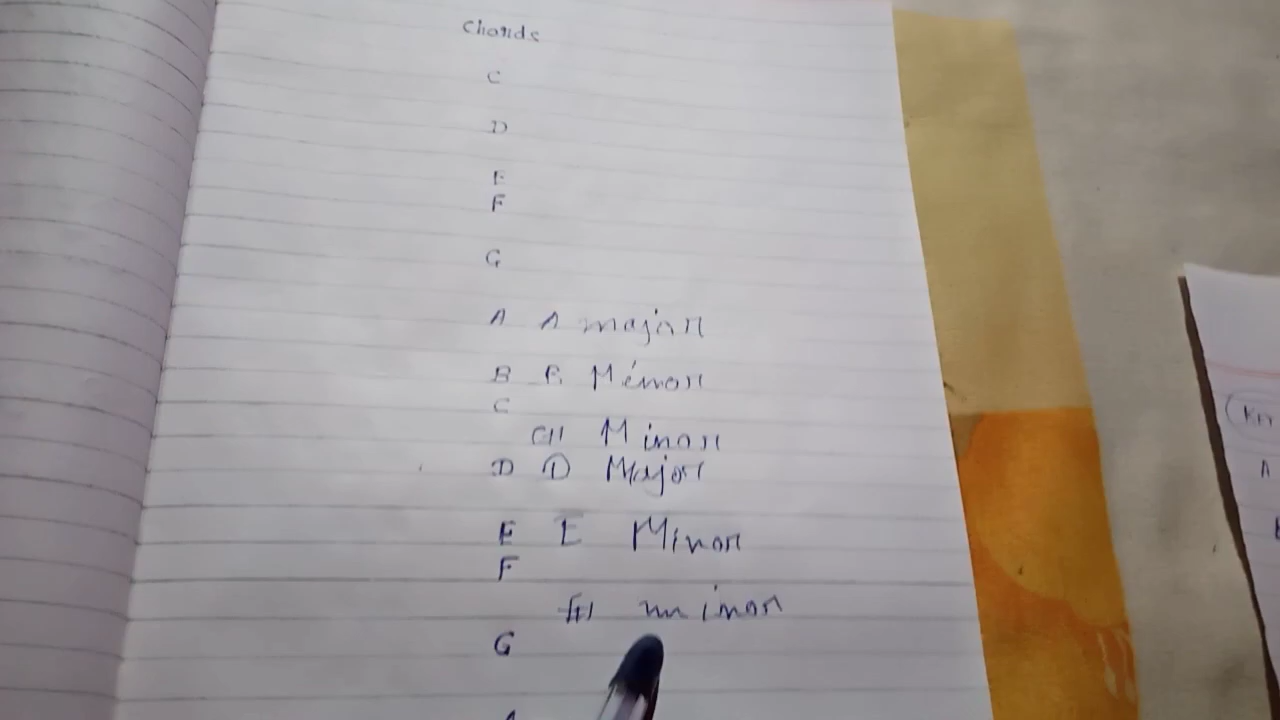 Chords
C
D
E
F
G
A A major
B B Minor
C
C# Minor
D D Major
E E Minor
F
F# minor
G
A